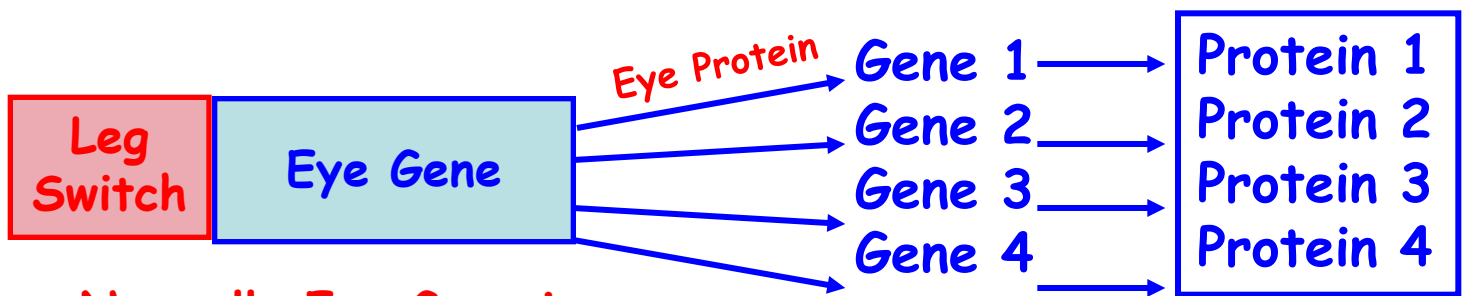 Eye Protein
Gene 1
Protein 1
Leg
Switch
Eye Gene
Gene 2
Protein 2
Gene 3
Protein 3
Gene 4
Protein 4